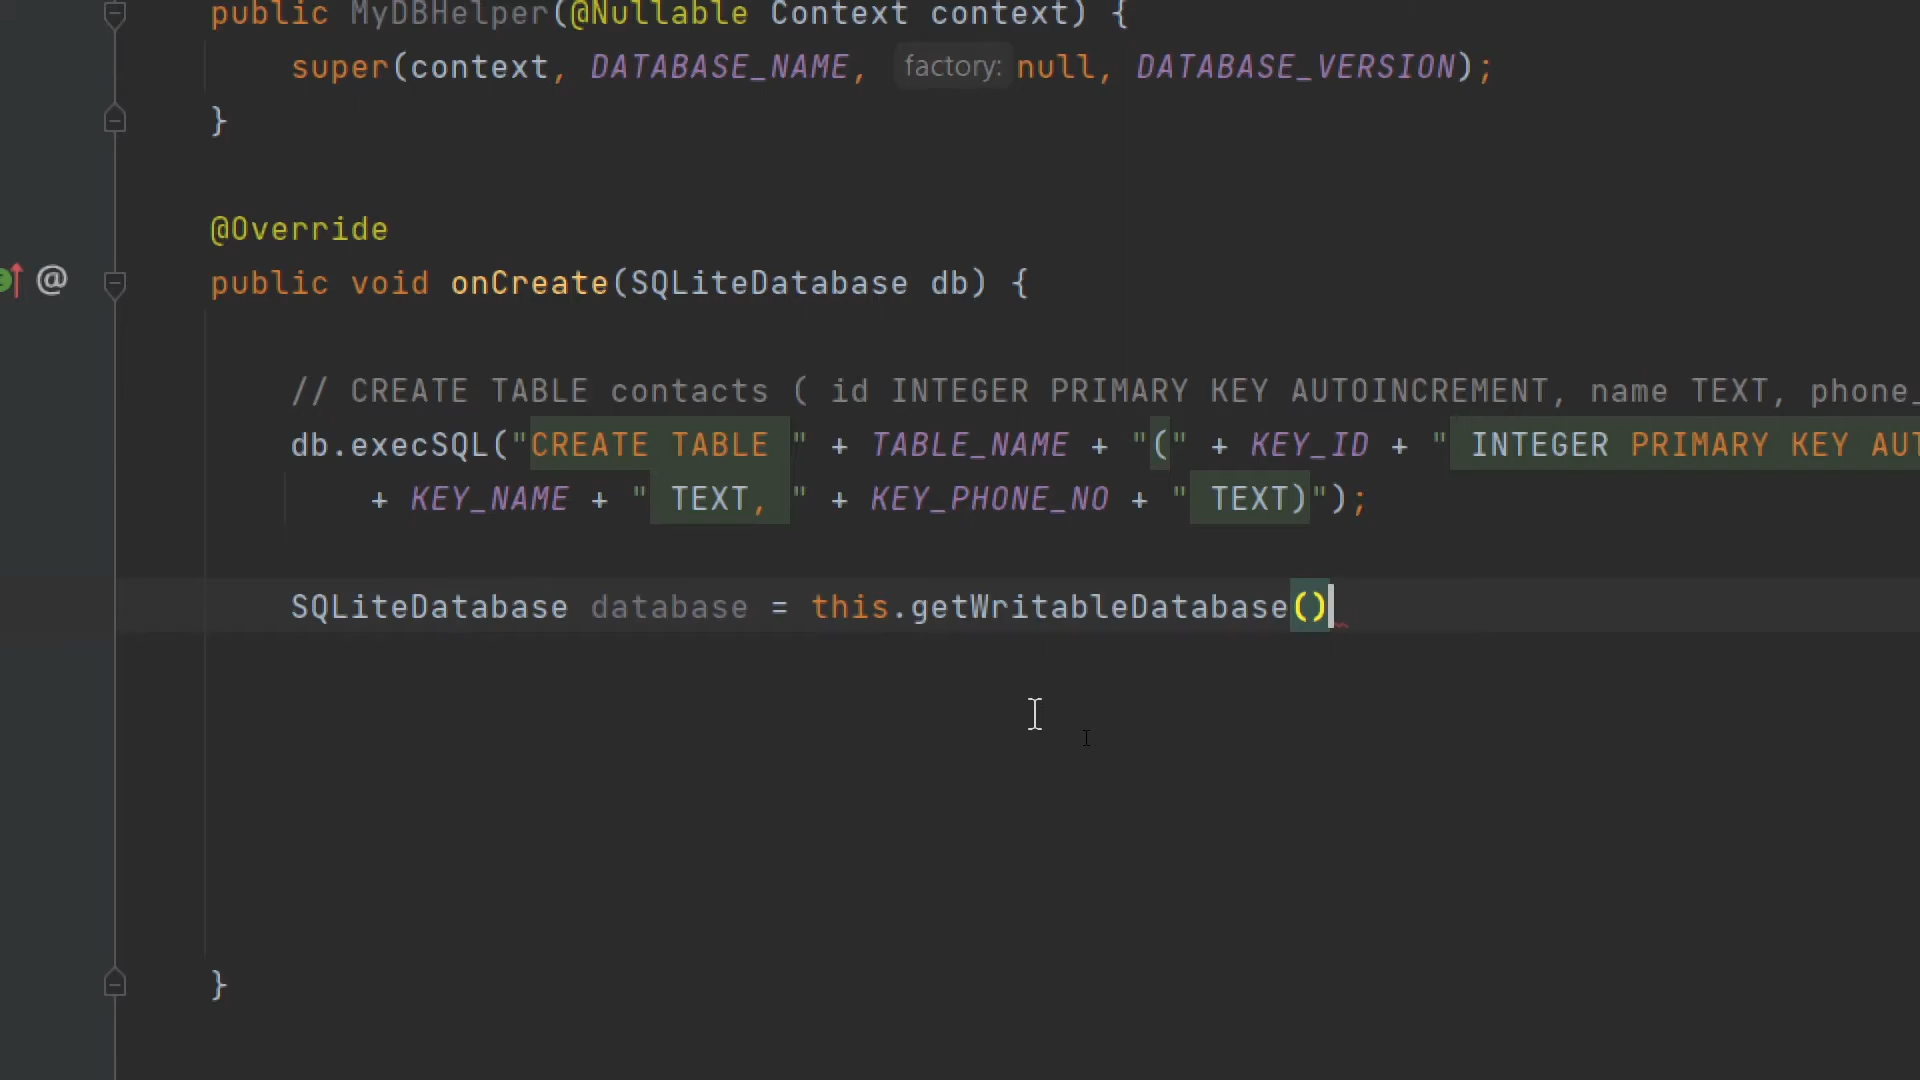 public MyDBHelper(@Nullable Context context) {
super(context, DATABASE_NAME, factory: null, DATABASE_VERSION);
}
@Override
@ public void onCreate(SQLiteDatabase db) {
// CREATE TABLE contacts ( id INTEGER PRIMARY KEY AUTOINCREMENT, name TEXT, phone_
db.execSQL("CREATE TABLE " + TABLE_NAME + "(" + KEY_ID + " INTEGER PRIMARY KEY AUT
+ KEY_NAME + " TEXT, " + KEY_PHONE_NO + " TEXT)");
SQLiteDatabase database = this.getWritableDatabase()
}